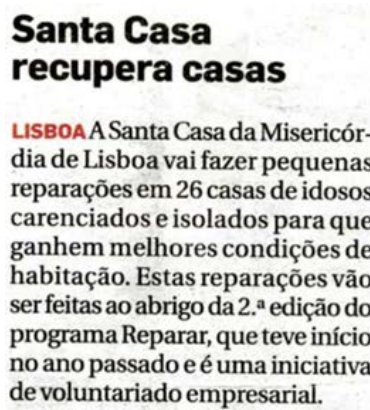 Santa Casa
recupera casas
LISBOA A Santa Casa da Misericór-
dia de Lisboa vai fazer pequenas
reparações em 26 casas de idosos
carenciados e isolados para que
ganhem melhores condições de
habitação. Estas reparações vão
ser feitas ao abrigo da 2.ª edição do
programa Reparar, que teve início
no ano passado e é uma iniciativa
de voluntariado empresarial.